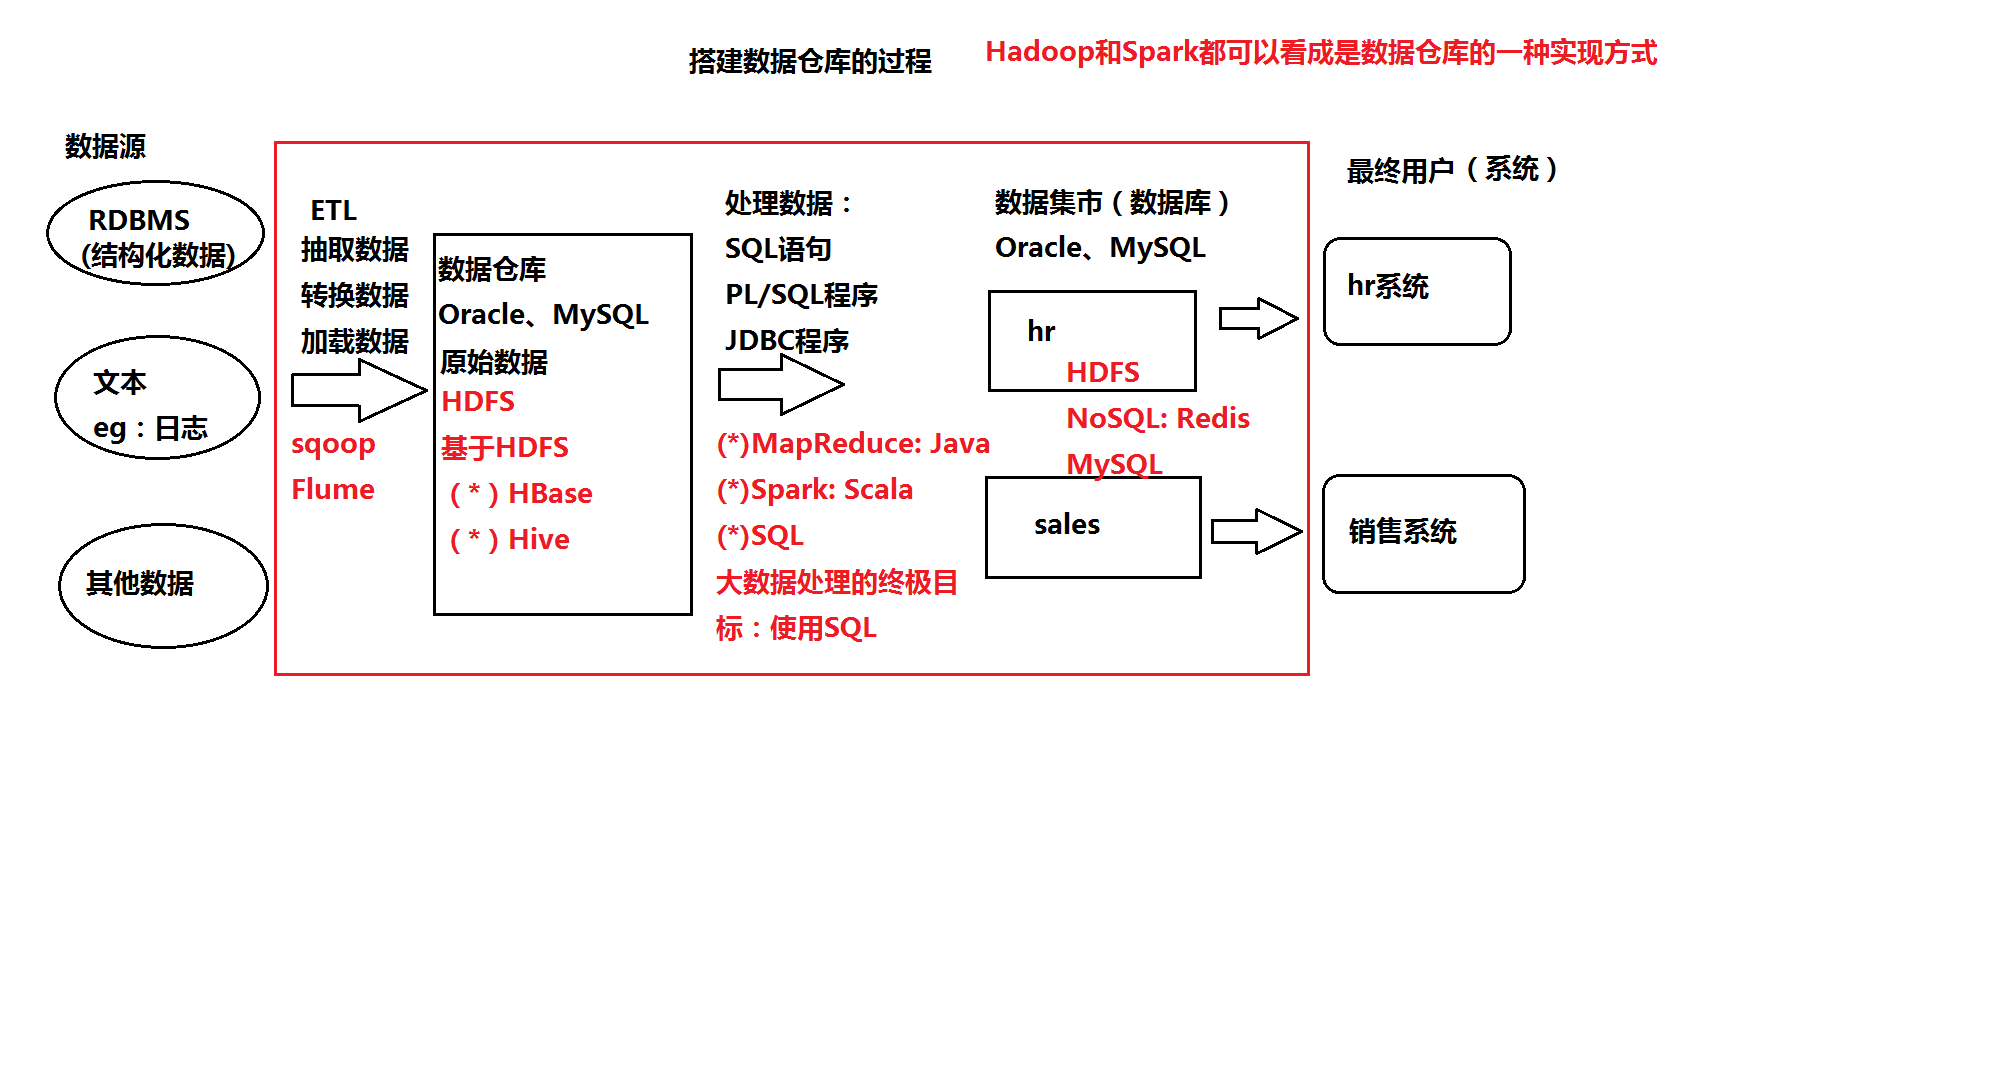 搭建数据仓库的过程
Hadoop和Spark都可以看成是数据仓库的一种实现方式
数据源
RDBMS
(结构化数据)
文本
eg：日志
其他数据
ETL
抽取数据
转换数据
加载数据
sqoop
Flume
数据仓库
Oracle、MySQL
原始数据
HDFS
基于HDFS
（*）HBase
（*）Hive
处理数据：
SQL语句
PL/SQL程序
JDBC程序
(*)MapReduce: Java
(*)Spark: Scala
(*)SQL
大数据处理的终极目
标：使用SQL
数据集市（数据库）
Oracle、MySQL
hr
HDFS
NoSQL: Redis
MySQL
sales
最终用户（系统）
hr系统
销售系统